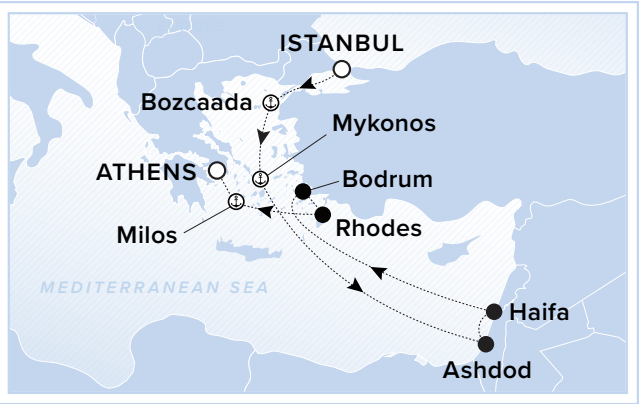 ISTANBUL
Bozcaada
Mykonos
ATHENS
Bodrum
Rhodes
Milos
MEDITERRANEAN SEA
Haifa
Ashdod